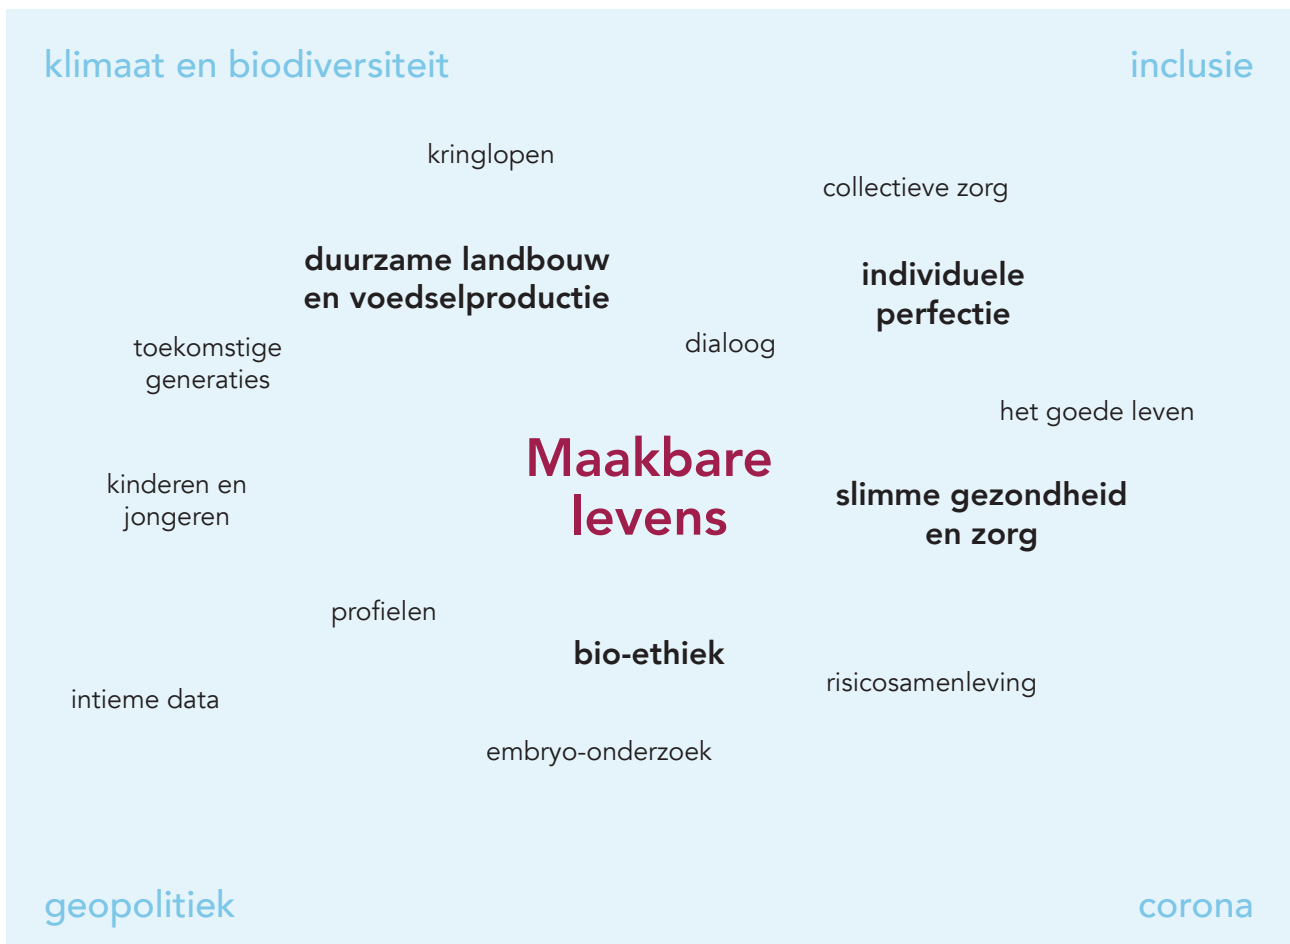 klimaat en biodiversiteit
inclusie
kringlopen
collectieve zorg
duurzame landbouw
en voedselproductie
individuele
perfectie
dialoog
toekomstige
generaties
het goede leven
Maakbare
levens
kinderen en
jongeren
slimme gezondheid
en zorg
profielen
bio-ethiek
risicosamenleving
intieme data
embryo-onderzoek
geopolitiek
corona